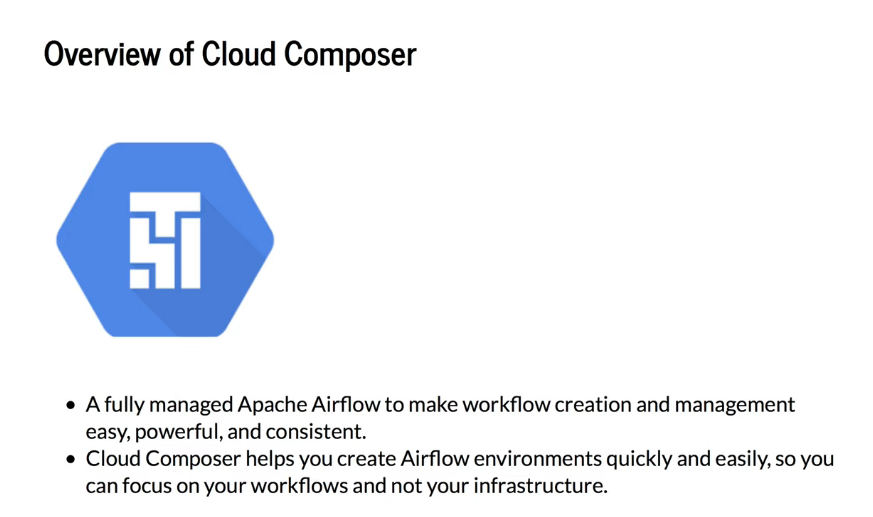 Overview of Cloud Composer
• A fully managed Apache Airflow to make workflow creation and management
easy, powerful, and consistent.
• Cloud Composer helps you create Airflow environments quickly and easily, so you
can focus on your workflows and not your infrastructure.